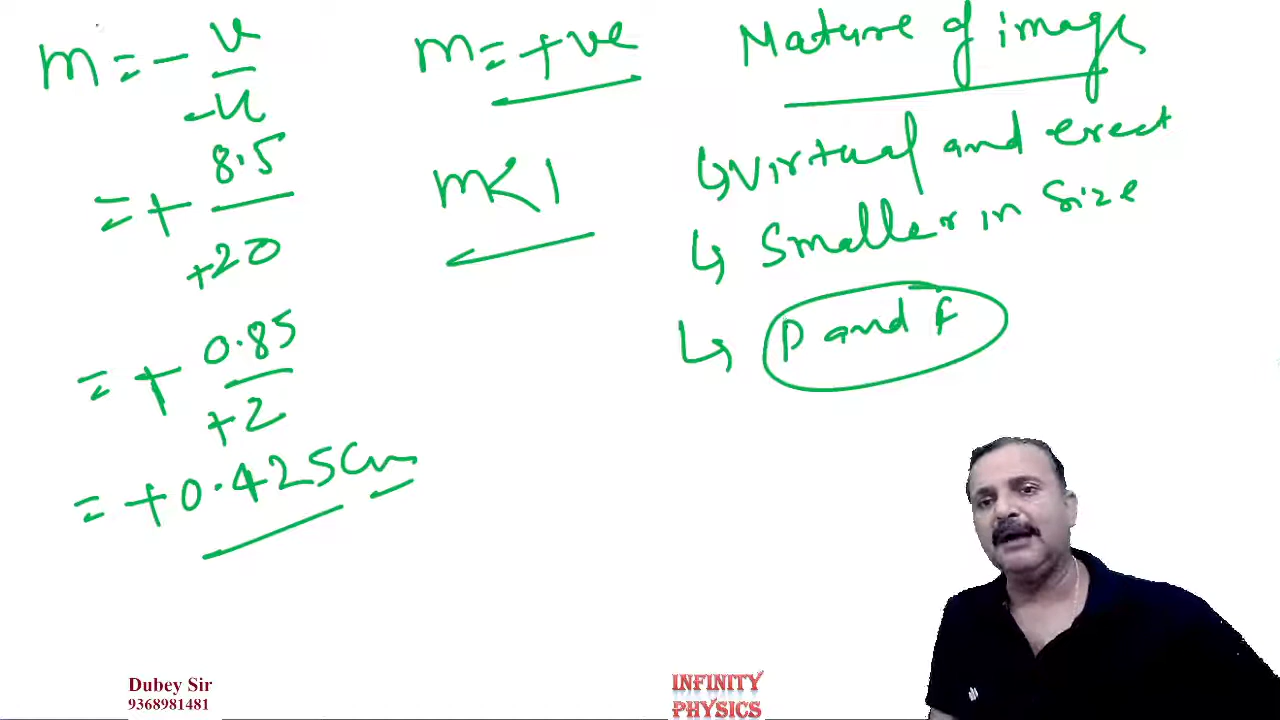 m = - v / -u
= + 8.5 / +20
= + 0.85 / +2
= +0.425 cm
m = +ve
m < 1
Nature of image
↳ Virtual and erect
↳ Smaller in size
↳ P and F
Dubey Sir
9368981481
INFINITY
PHYSICS